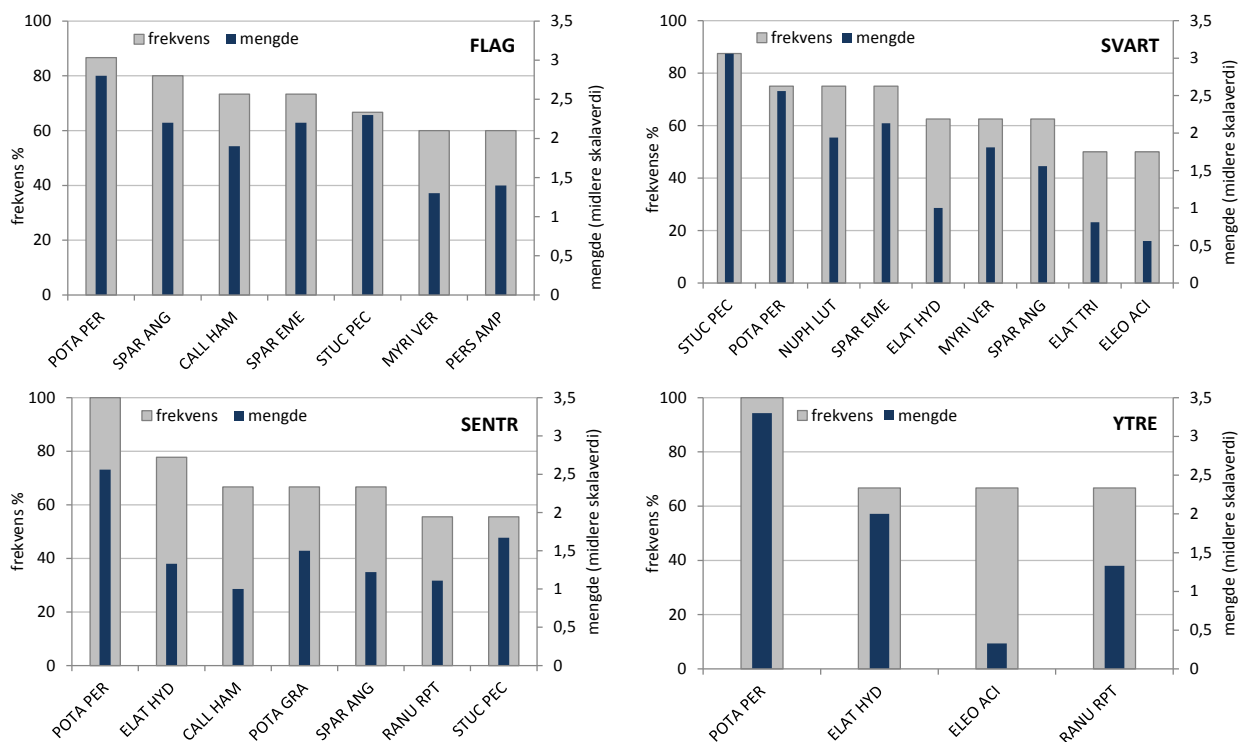 FLAG
frekvens mengde
frekvens %
100
80
60
40
20
0
mengde (midlere skalaverdi)
3,5
3
2,5
2
1,5
1
0,5
0
POTA PER
SPAR ANG
CALL HAM
SPAR EME
STUC PEC
MYRI VER
PERS AMP
SVART
frekvens mengde
frekvense %
100
80
60
40
20
0
mengde (midlere skalaverdi)
3,5
3
2,5
2
1,5
1
0,5
0
STUC PEC
POTA PER
NUPH LUT
SPAR EME
ELAT HYD
MYRI VER
SPAR ANG
ELAT TRI
ELEO ACI
SENTR
frekvens mengde
frekvens %
100
80
60
40
20
0
mengde (midlere skalaverdi)
3,5
3
2,5
2
1,5
1
0,5
0
POTA PER
ELAT HYD
CALL HAM
POTA GRA
SPAR ANG
RANU RPT
STUC PEC
YTRE
frekvens mengde
frekvens %
100
80
60
40
20
0
mengde (midlere skalaverdi)
3,5
3
2,5
2
1,5
1
0,5
0
POTA PER
ELAT HYD
ELEO ACI
RANU RPT